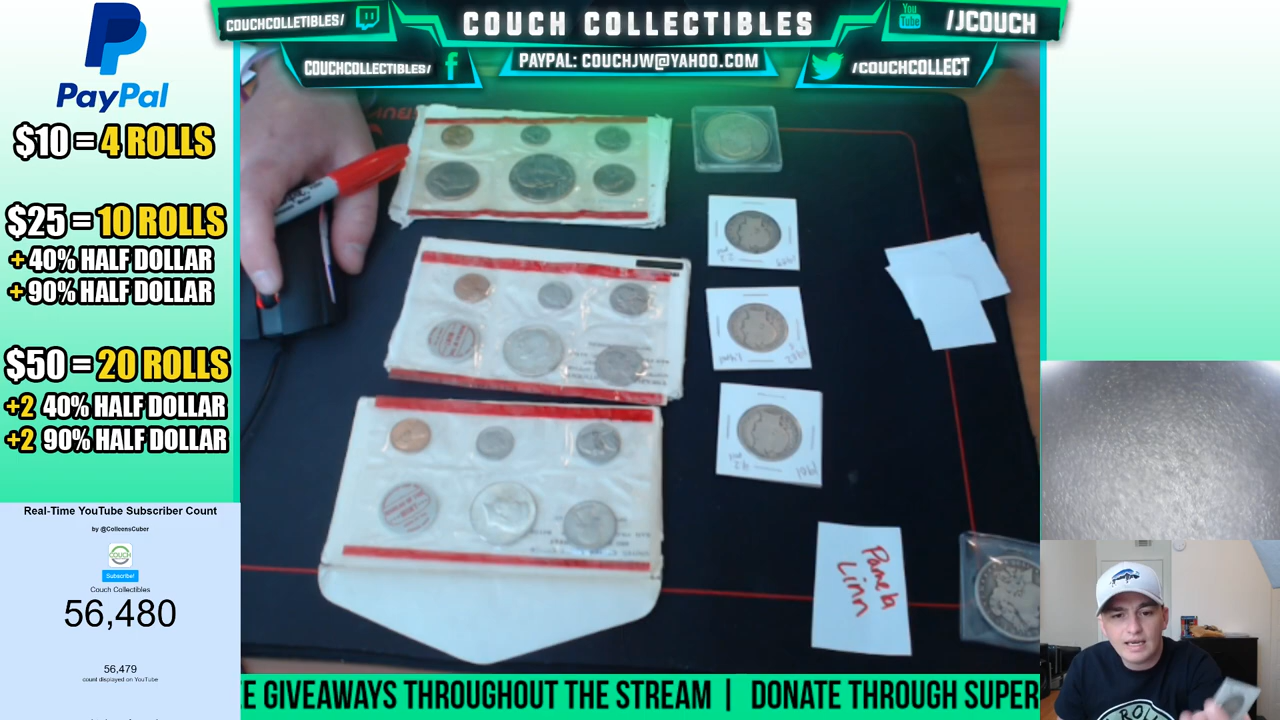 COUCHCOLLETIBLES/
COUCH COLLECTIBLES
You
Tube
/JCOUCH
COUCHCOLLECTIBLES/
PAYPAL: COUCHJW@YAHOO.COM
/COUCHCOLLECT
PayPal
$10 = 4 ROLLS
$25 = 10 ROLLS
+ 40% HALF DOLLAR
+ 90% HALF DOLLAR
$50 = 20 ROLLS
+2 40% HALF DOLLAR
+2 90% HALF DOLLAR
Real-Time YouTube Subscriber Count
by @ColleensCuber
COUCH
Subscribe!
Couch Collectibles
56,480
56,479
count displayed on YouTube
Pamela
Linn
E GIVEAWAYS THROUGHOUT THE STREAM | DONATE THROUGH SUPER